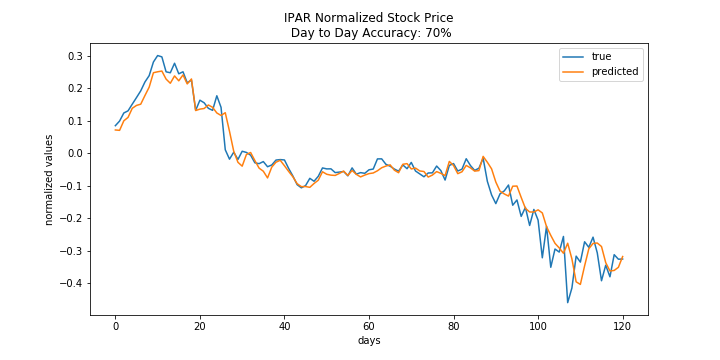 IPAR Normalized Stock Price
Day to Day Accuracy: 70%
true
predicted
normalized values
0.3
0.2
0.1
0.0
−0.1
−0.2
−0.3
−0.4
0
20
40
60
80
100
120
days